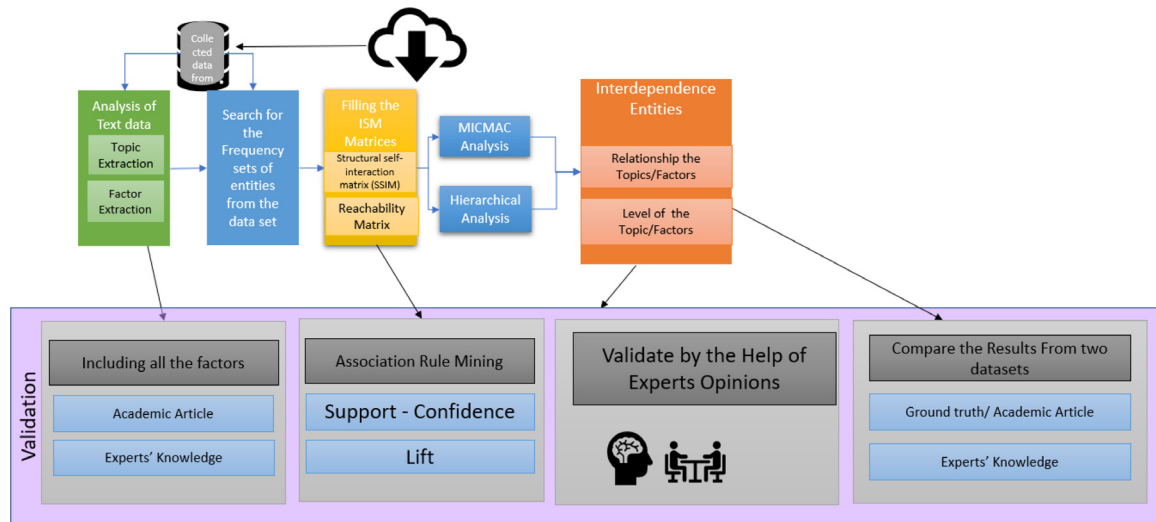 Colle
cted
data
from
Analysis of
Text data
Topic
Extraction
Factor
Extraction
Search for
the
Frequency
sets of
entities
from the
data set
Filling the
ISM
Matrices
Structural self-
interaction
matrix (SSIM)
Reachability
Matrix
MICMAC
Analysis
Hierarchical
Analysis
Interdependence
Entities
Relationship the
Topics/Factors
Level of the
Topic/Factors
Validation
Including all the factors
Academic Article
Experts' Knowledge
Association Rule Mining
Support - Confidence
Lift
Validate by the Help of
Experts Opinions
Compare the Results From two
datasets
Ground truth/ Academic Article
Experts' Knowledge